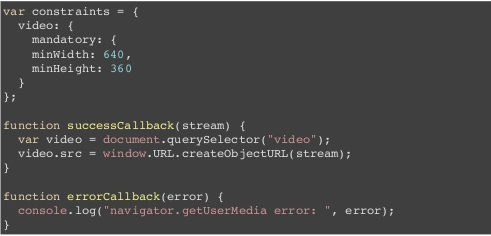 var constraints = {
  video: {
    mandatory: {
    minWidth: 640,
    minHeight: 360
  }
};

function successCallback(stream) {
  var video = document.querySelector("video");
  video.src = window.URL.createObjectURL(stream);
}

function errorCallback(error) {
  console.log("navigator.getUserMedia error: ", error);
}